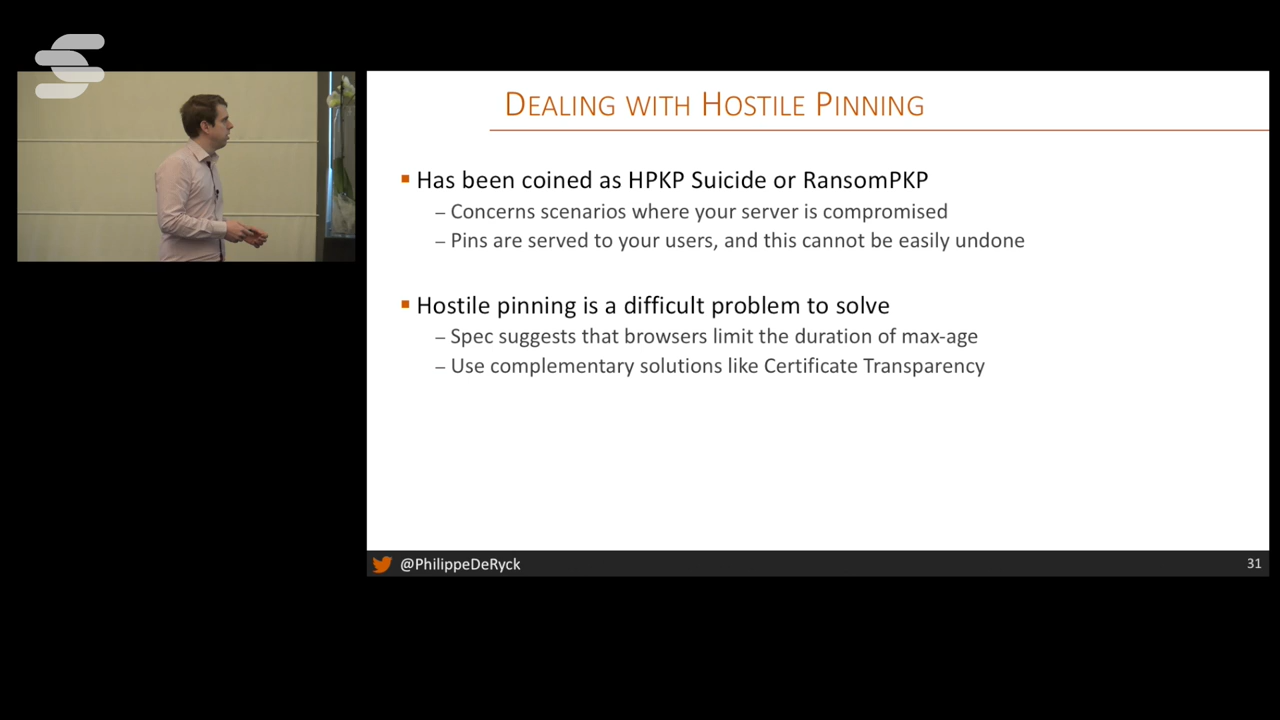 DEALING WITH HOSTILE PINNING
▪ Has been coined as HPKP Suicide or RansomPKP
– Concerns scenarios where your server is compromised
– Pins are served to your users, and this cannot be easily undone
▪ Hostile pinning is a difficult problem to solve
– Spec suggests that browsers limit the duration of max-age
– Use complementary solutions like Certificate Transparency
@PhilippeDeRyck
31